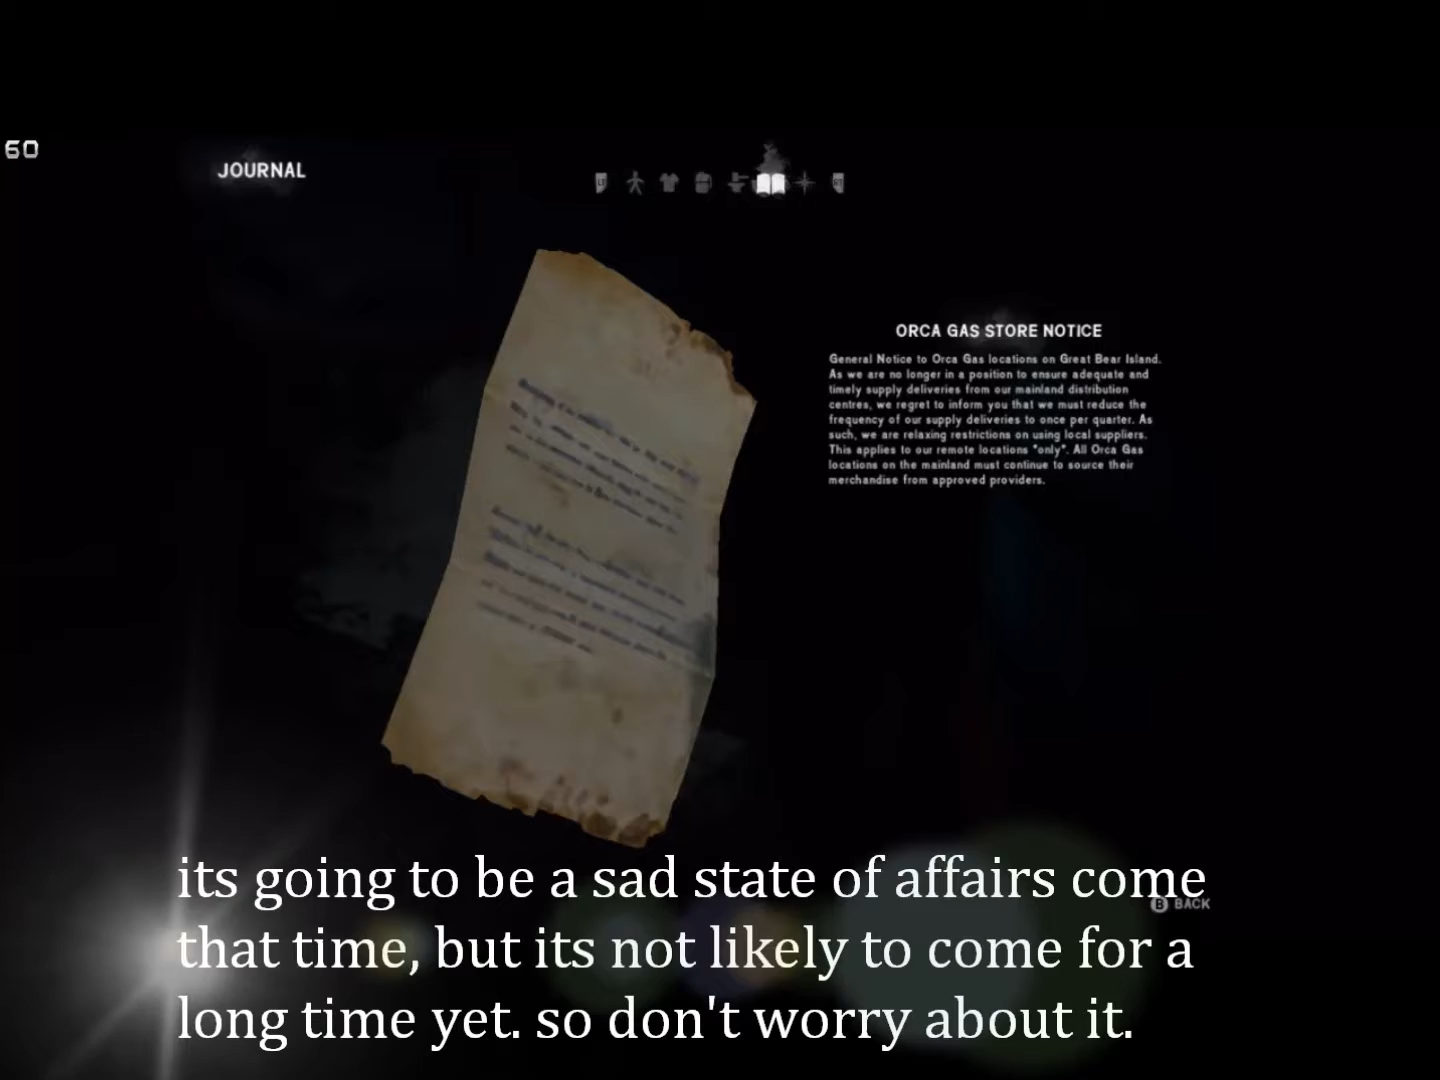 60
JOURNAL
ORCA GAS STORE NOTICE
General Notice to Orca Gas locations on Great Bear Island.
As we are no longer in a position to ensure adequate and
timely supply deliveries from our mainland distribution
centres, we regret to inform you that we must reduce the
frequency of our supply deliveries to once per quarter. As
such, we are relaxing restrictions on using local suppliers.
This applies to our remote locations *only*. All Orca Gas
locations on the mainland must continue to source their
merchandise from approved providers.
its going to be a sad state of affairs come
B BACK
that time, but its not likely to come for a
long time yet. so don't worry about it.